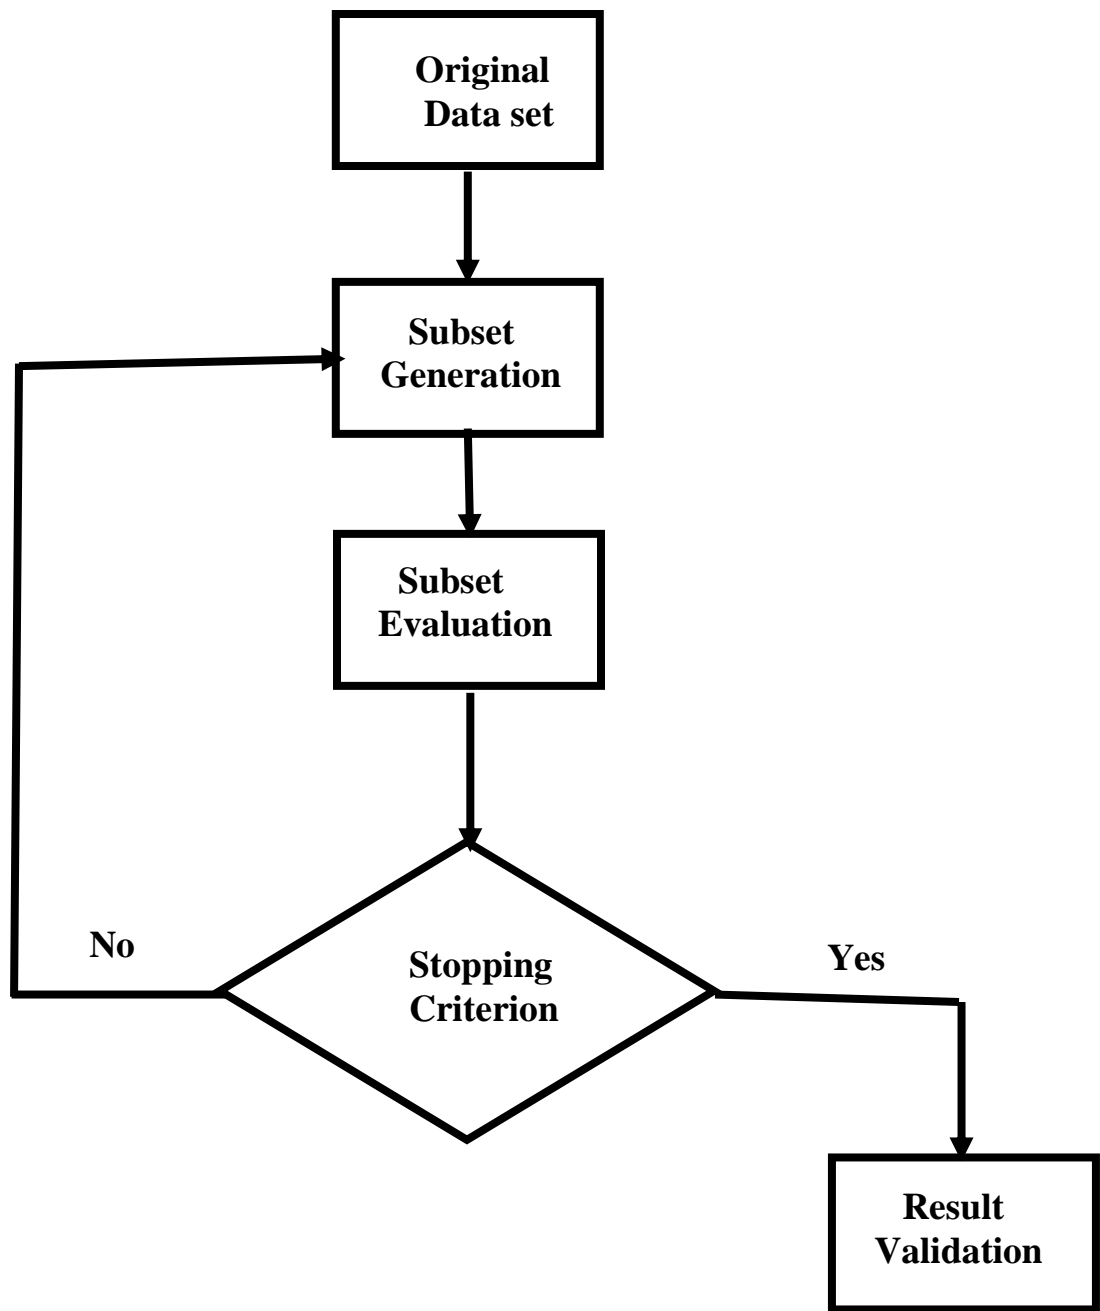 Original
Data set
Subset
Generation
Subset
Evaluation
No
Stopping
Criterion
Yes
Result
Validation